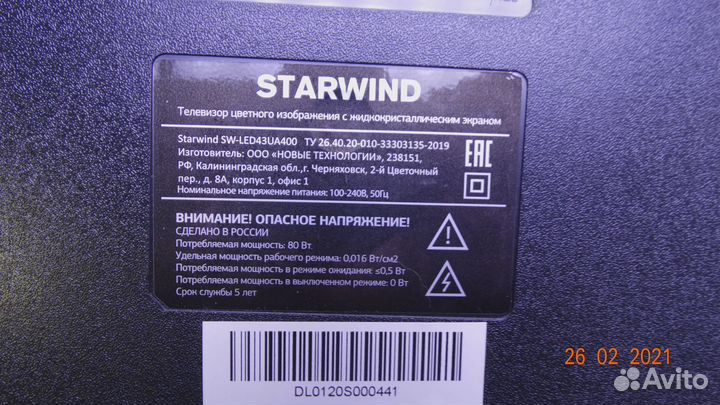 STARWIND
Телевизор цветного изображения с жидкокристаллическим экраном
Starwind SW-LED43UA400 ТУ 26.40.20-010-33303135-2019
Изготовитель: ООО «НОВЫЕ ТЕХНОЛОГИИ», 238151,
РФ, Калининградская обл.,г. Черняховск, 2-й Цветочный
пер., д. 8А, корпус 1, офис 1
Номинальное напряжение питания: 100-240В, 50Гц
EAC
ВНИМАНИЕ! ОПАСНОЕ НАПРЯЖЕНИЕ!
СДЕЛАНО В РОССИИ
Потребляемая мощность: 80 Вт
Удельная мощность рабочего режима: 0,016 Вт/см2
Потребляемая мощность в режиме ожидания: ≤0,5 Вт
Потребляемая мощность в выключенном режиме: 0 Вт
Срок службы 5 лет
DL0120S000441
26 02 2021
Avito